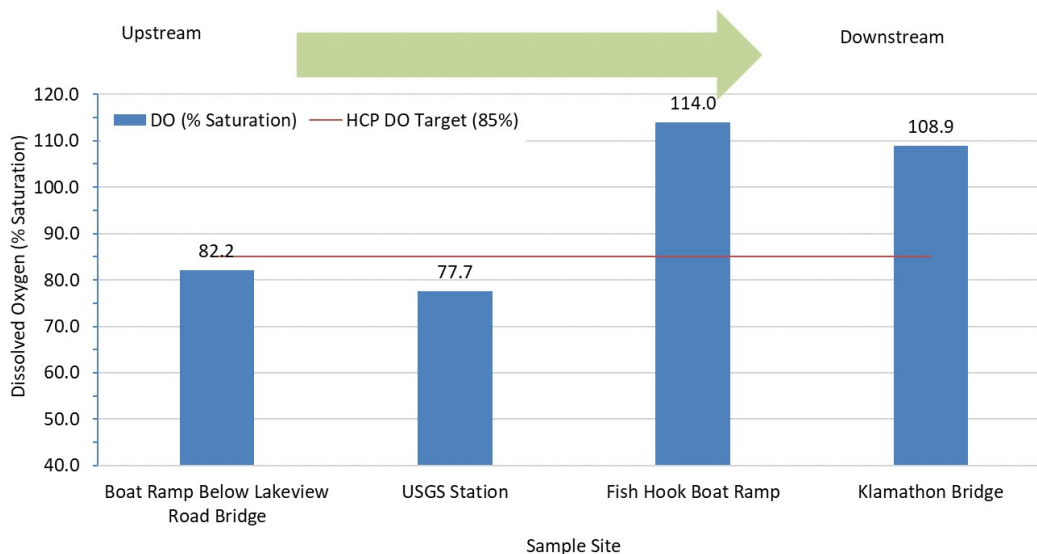 Upstream
Downstream
DO (% Saturation)
HCP DO Target (85%)
Dissolved Oxygen (% Saturation)
120.0
110.0
100.0
90.0
80.0
70.0
60.0
50.0
40.0
82.2
77.7
114.0
108.9
Boat Ramp Below Lakeview
Road Bridge
USGS Station
Fish Hook Boat Ramp
Klamathon Bridge
Sample Site